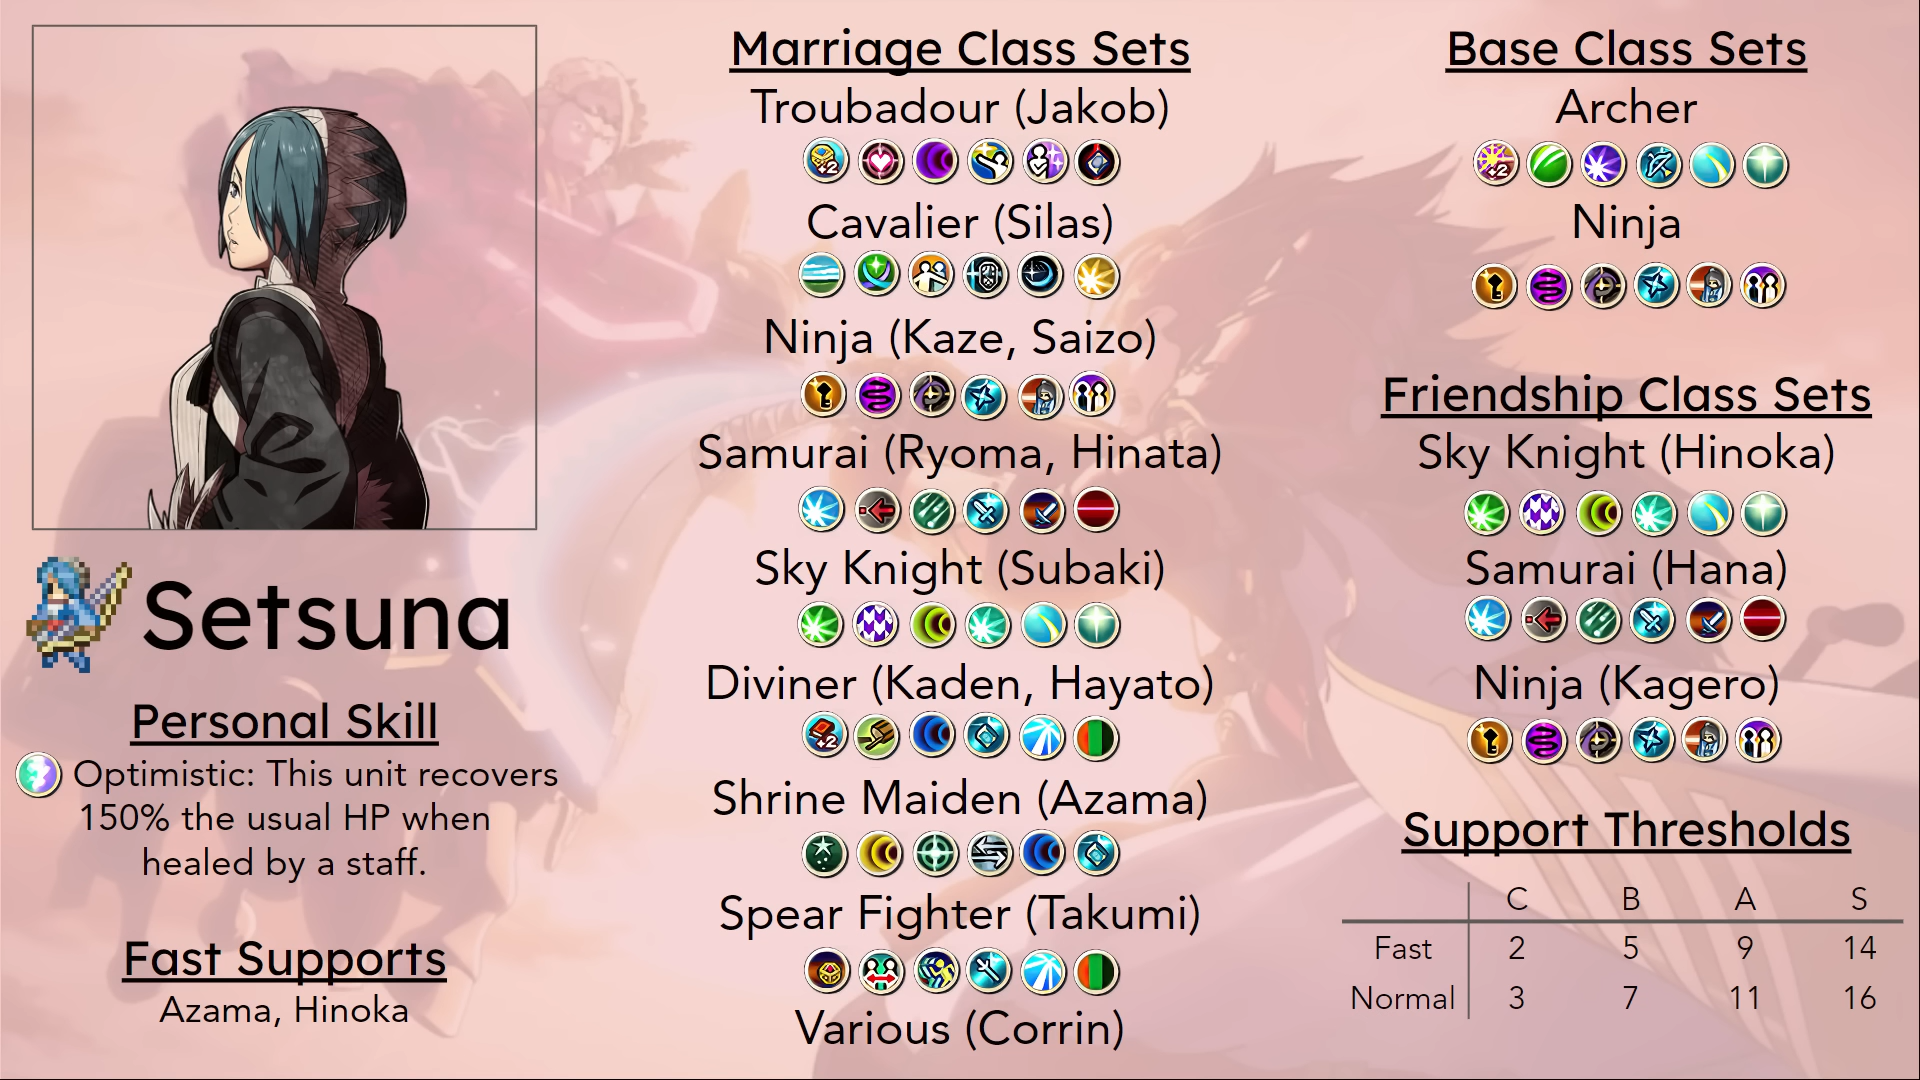 Setsuna
Personal Skill
Optimistic: This unit recovers
150% the usual HP when
healed by a staff.
Fast Supports
Azama, Hinoka
Marriage Class Sets
Troubadour (Jakob)
+2
Cavalier (Silas)
Ninja (Kaze, Saizo)
Samurai (Ryoma, Hinata)
Sky Knight (Subaki)
Diviner (Kaden, Hayato)
+2
Shrine Maiden (Azama)
Spear Fighter (Takumi)
Various (Corrin)
Base Class Sets
Archer
+2
Ninja
Friendship Class Sets
Sky Knight (Hinoka)
Samurai (Hana)
Ninja (Kagero)
Support Thresholds
C B A S
Fast 2 5 9 14
Normal 3 7 11 16